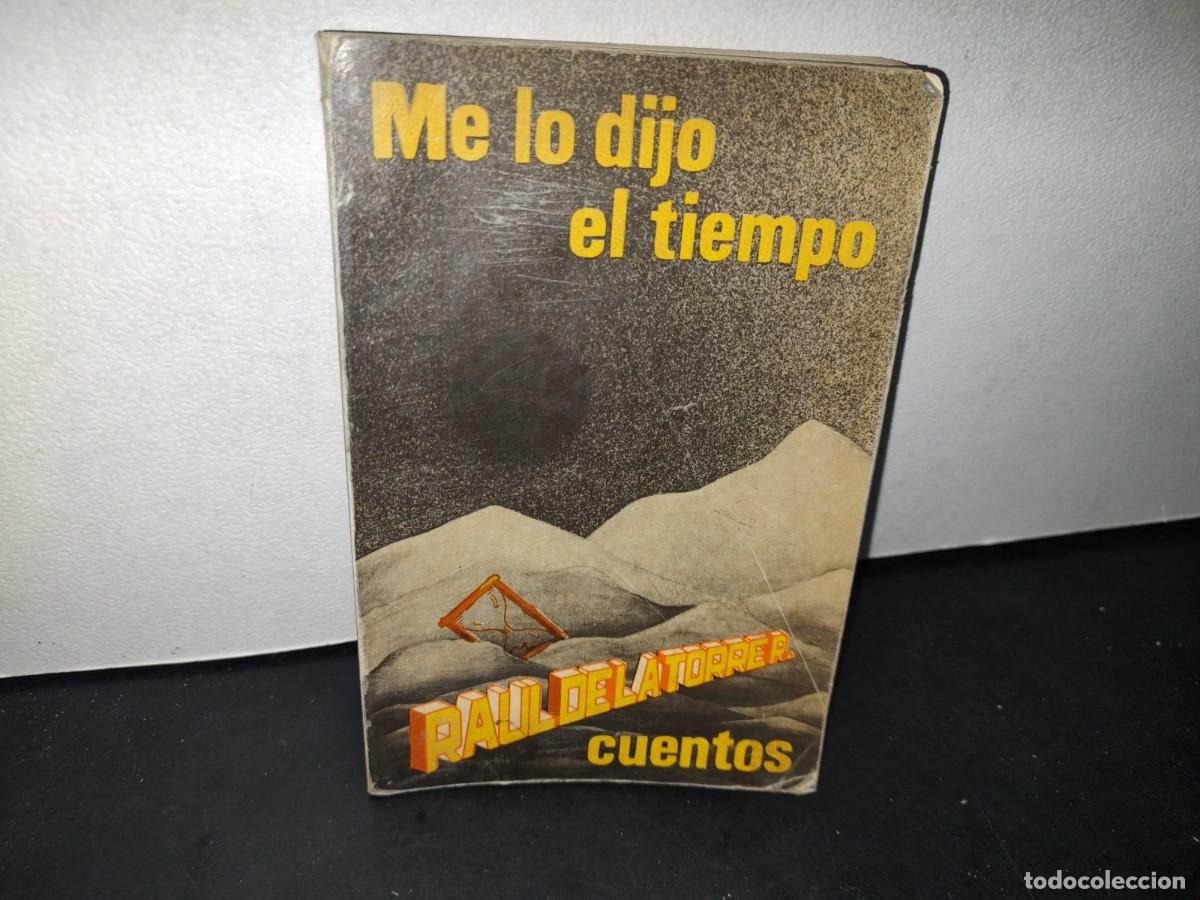 Me lo dijo
el tiempo
RAUL DE LA TORRE R.
cuentos
todocoleccion